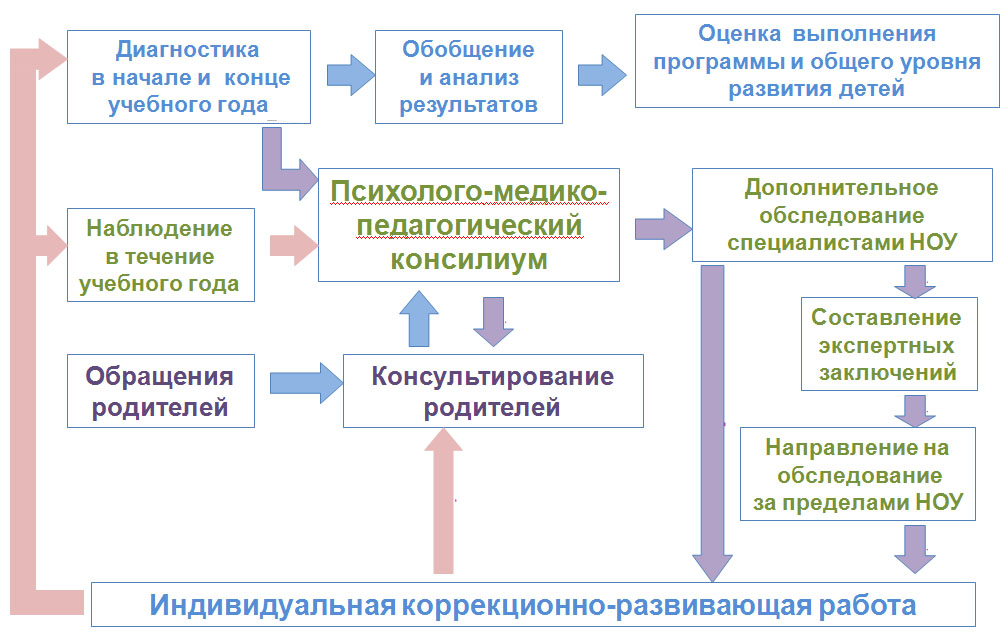 Диагностика
в начале и конце
учебного года
Обобщение
и анализ
результатов
Оценка выполнения
программы и общего уровня
развития детей
Психолого-медико-
педагогический
консилиум
Дополнительное
обследование
специалистами НОУ
Наблюдение
в течение
учебного года
Составление
экспертных
заключений
Обращения
родителей
Консультирование
родителей
Направление на
обследование
за пределами НОУ
Индивидуальная коррекционно-развивающая работа